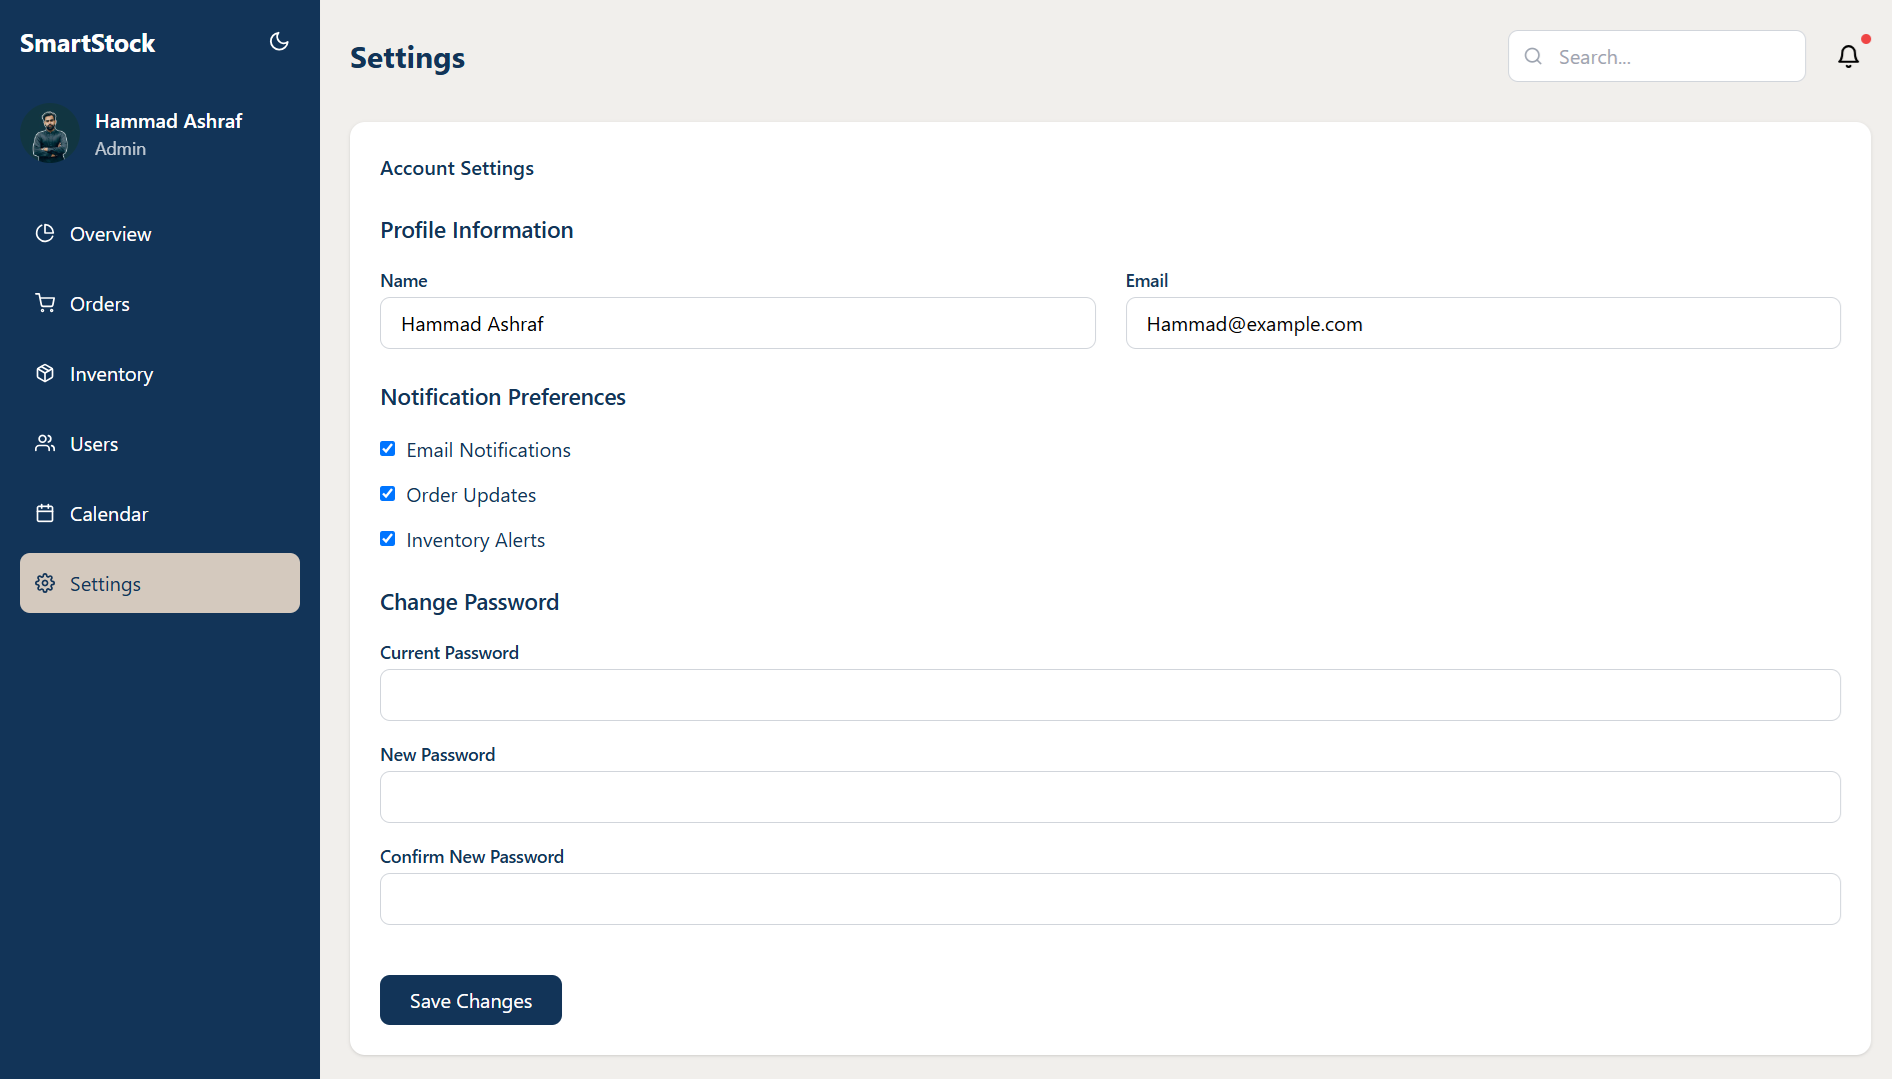 SmartStock
Hammad Ashraf
Admin
Overview
Orders
Inventory
Users
Calendar
Settings
Settings
Search...
Account Settings
Profile Information
Name
Email
Hammad Ashraf
Hammad@example.com
Notification Preferences
Email Notifications
Order Updates
Inventory Alerts
Change Password
Current Password
New Password
Confirm New Password
Save Changes